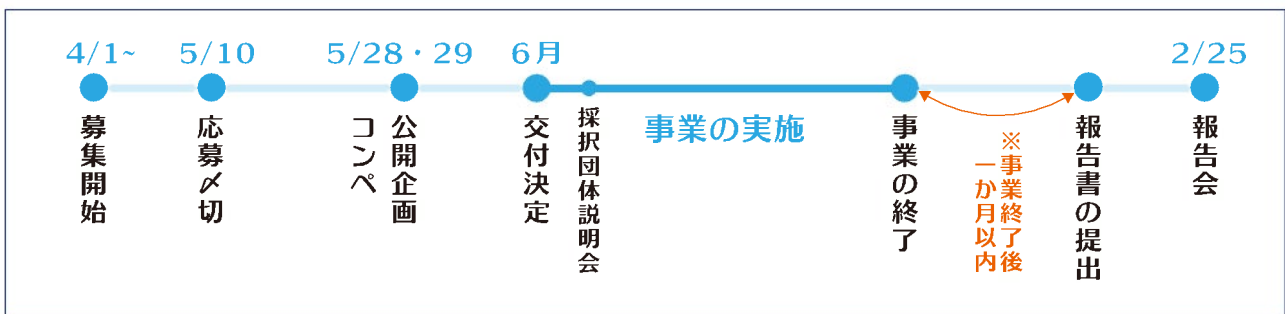 4/1~
5/10
5/28・29
6月
2/25
募集開始
応募〆切
公開企画
コンペ
交付決定
採択団体説明会
事業の実施
事業の終了
※事業終了後
一か月以内
報告書の提出
報告会